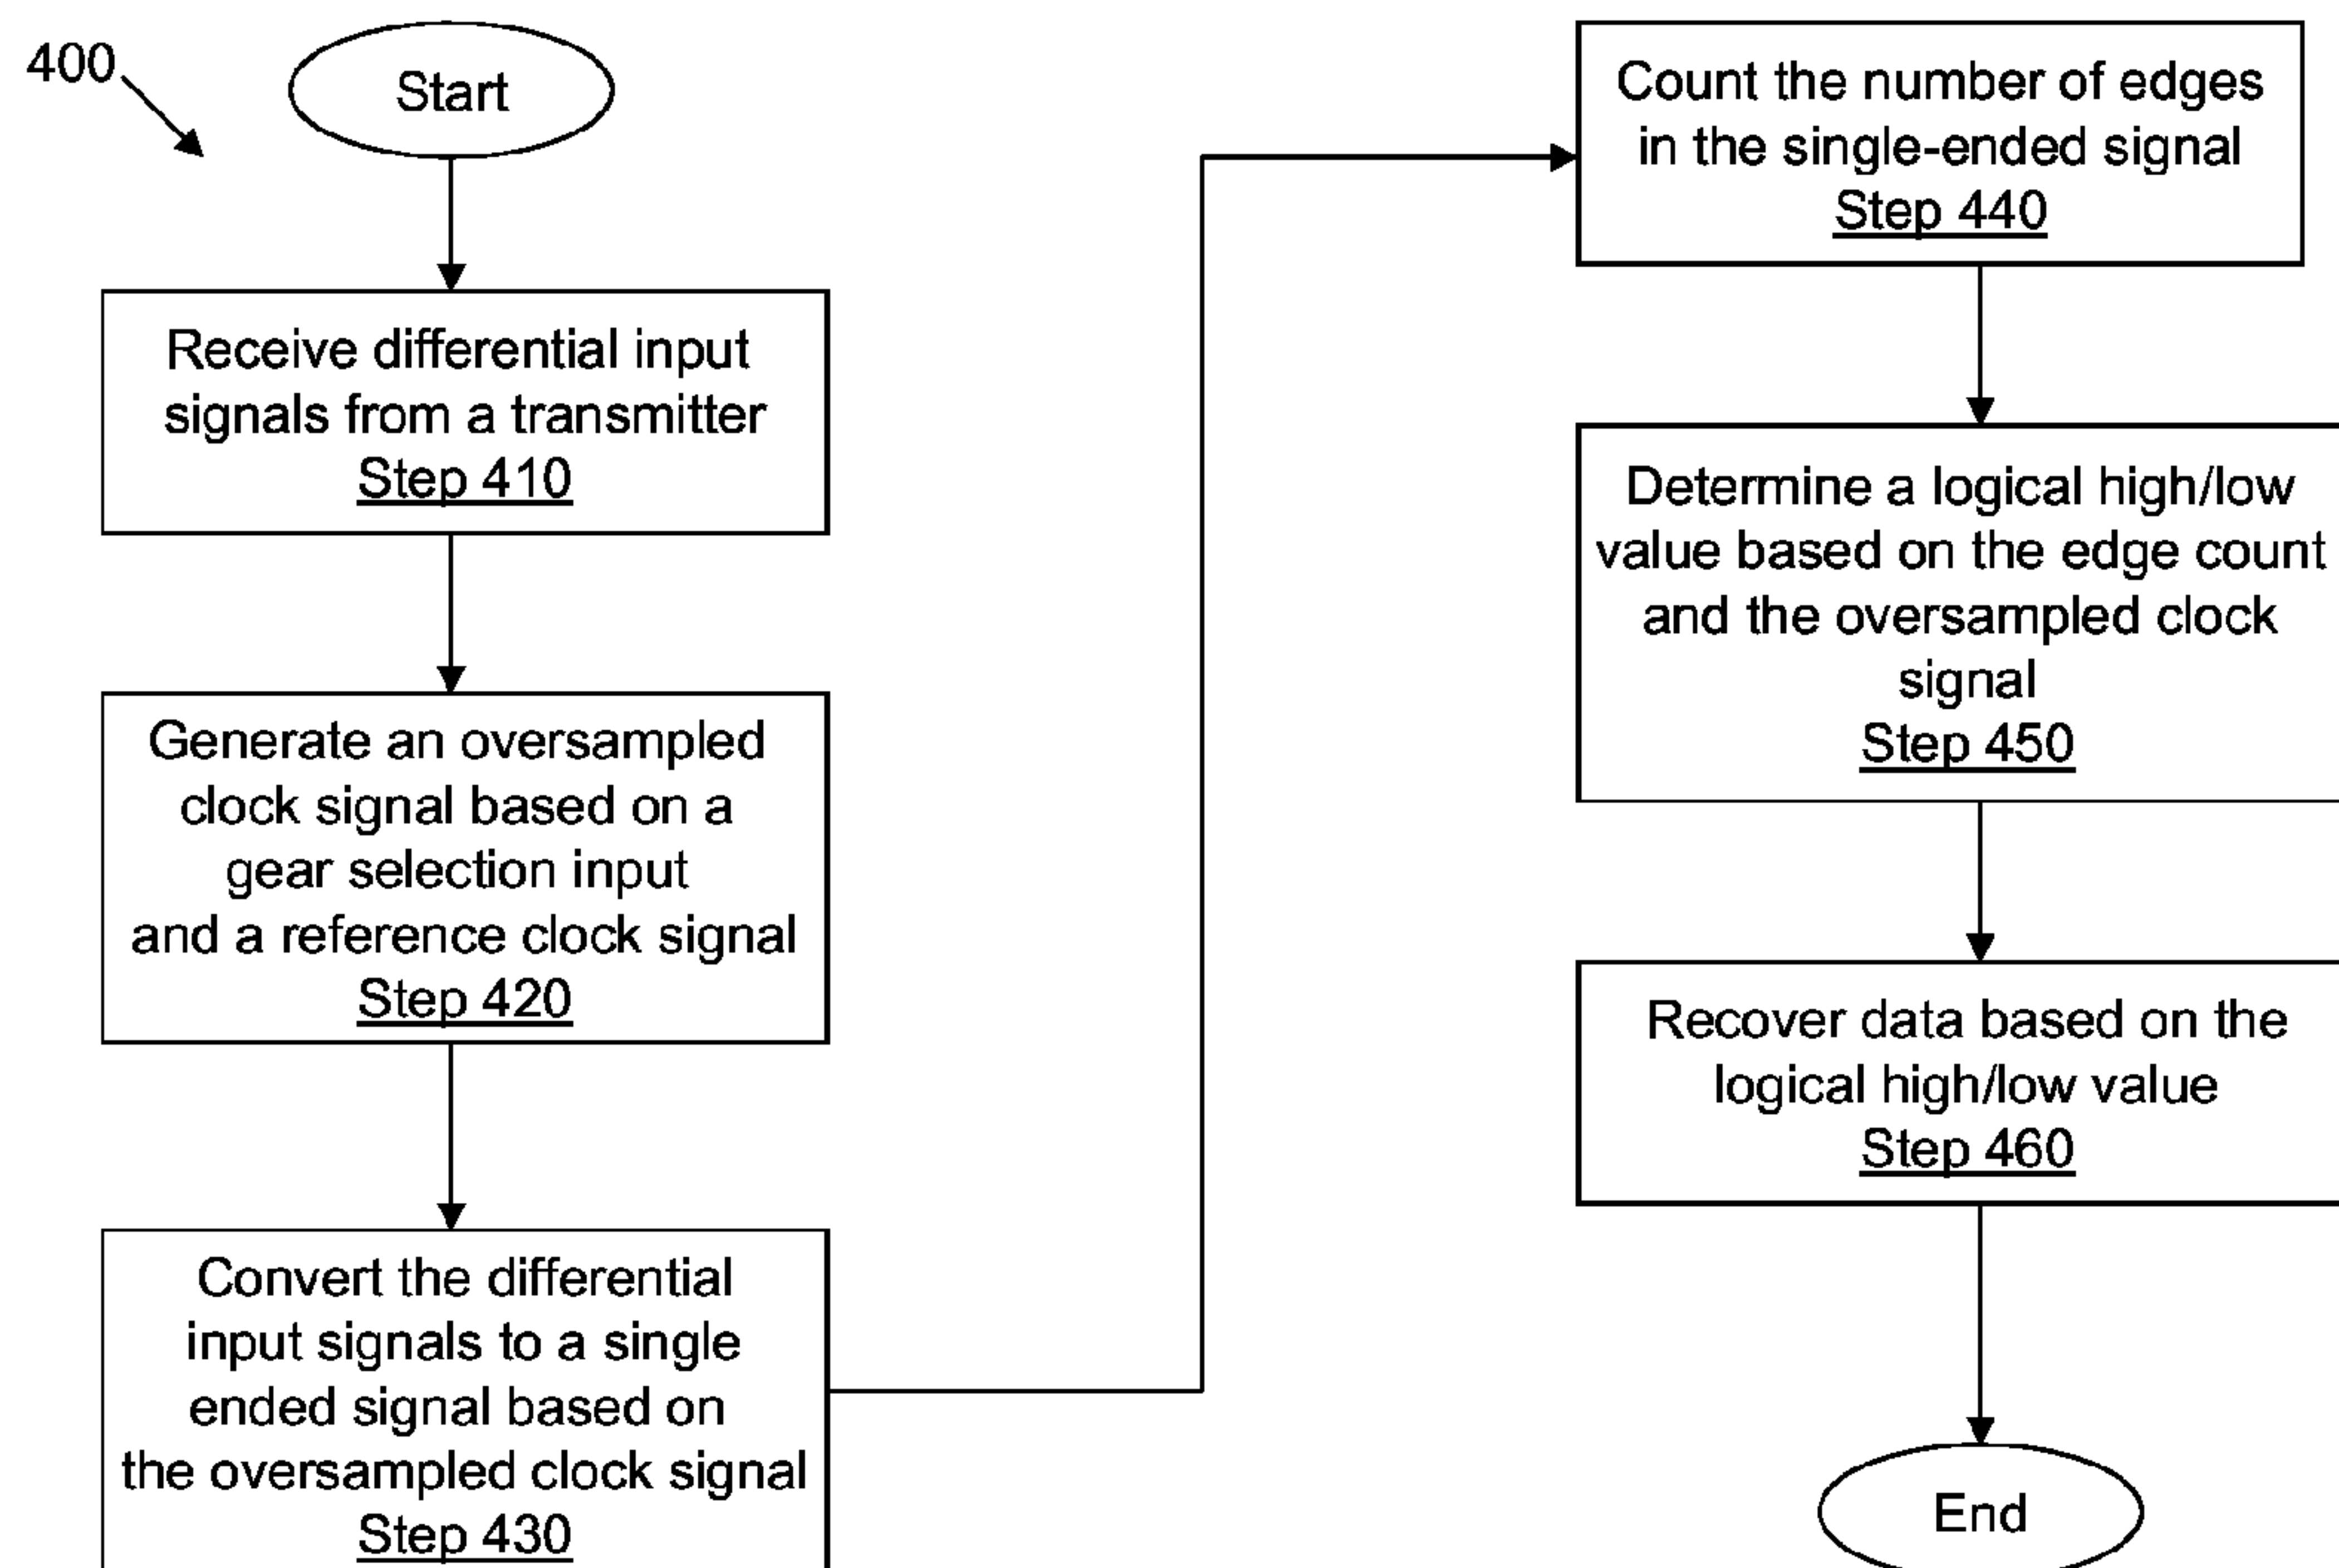 400
Start
Receive differential input
signals from a transmitter
Step 410
Generate an oversampled
clock signal based on a
gear selection input
and a reference clock signal
Step 420
Convert the differential
input signals to a single
ended signal based on
the oversampled clock signal
Step 430
Count the number of edges
in the single-ended signal
Step 440
Determine a logical high/low
value based on the edge count
and the oversampled clock
signal
Step 450
Recover data based on the
logical high/low value
Step 460
End